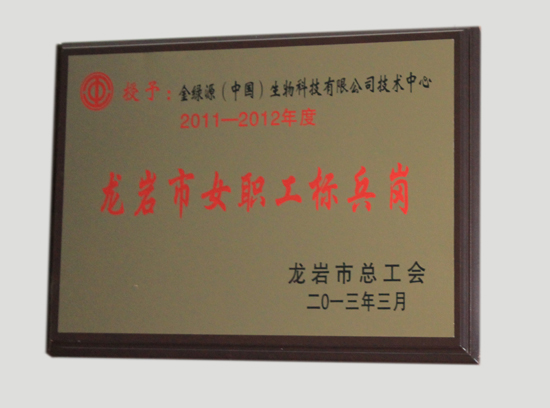 授予：金绿源（中国）生物科技有限公司技术中心
2011—2012年度
龙岩市女职工标兵岗
龙岩市总工会
二0一三年三月